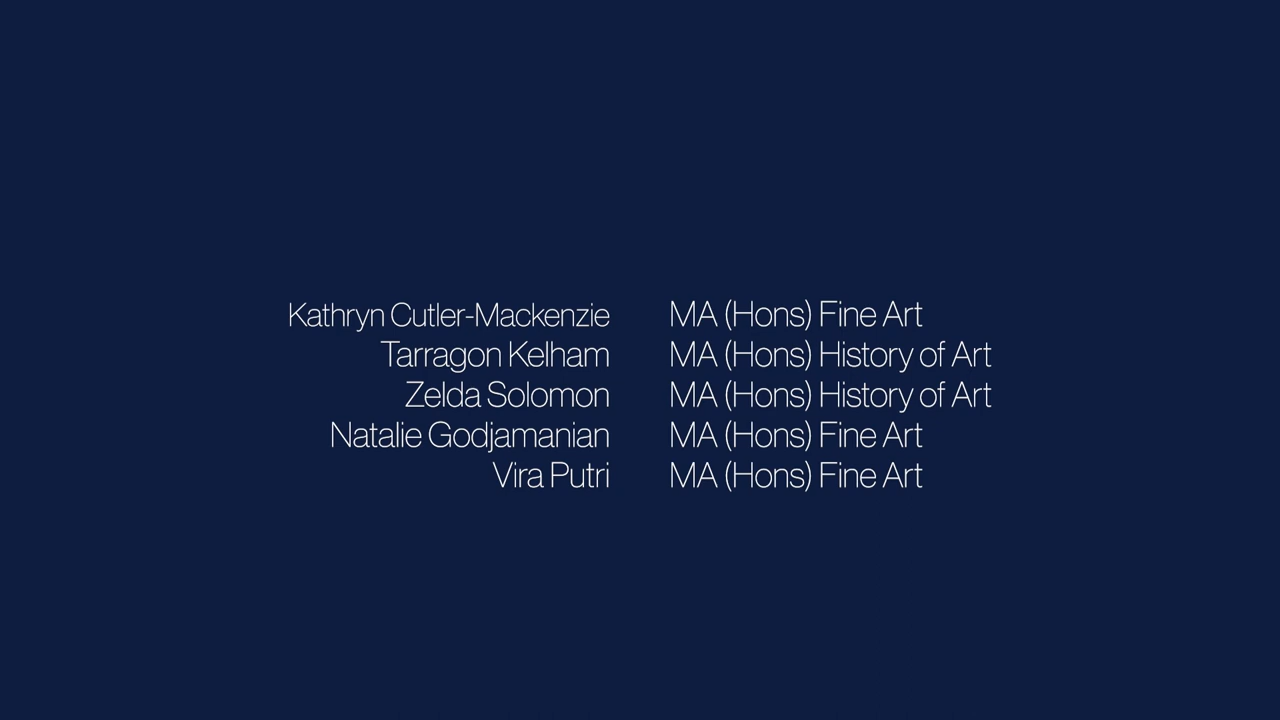 Kathryn Cutler-Mackenzie MA (Hons) Fine Art
Tarragon Kelham MA (Hons) History of Art
Zelda Solomon MA (Hons) History of Art
Natalie Godjamanian MA (Hons) Fine Art
Vira Putri MA (Hons) Fine Art